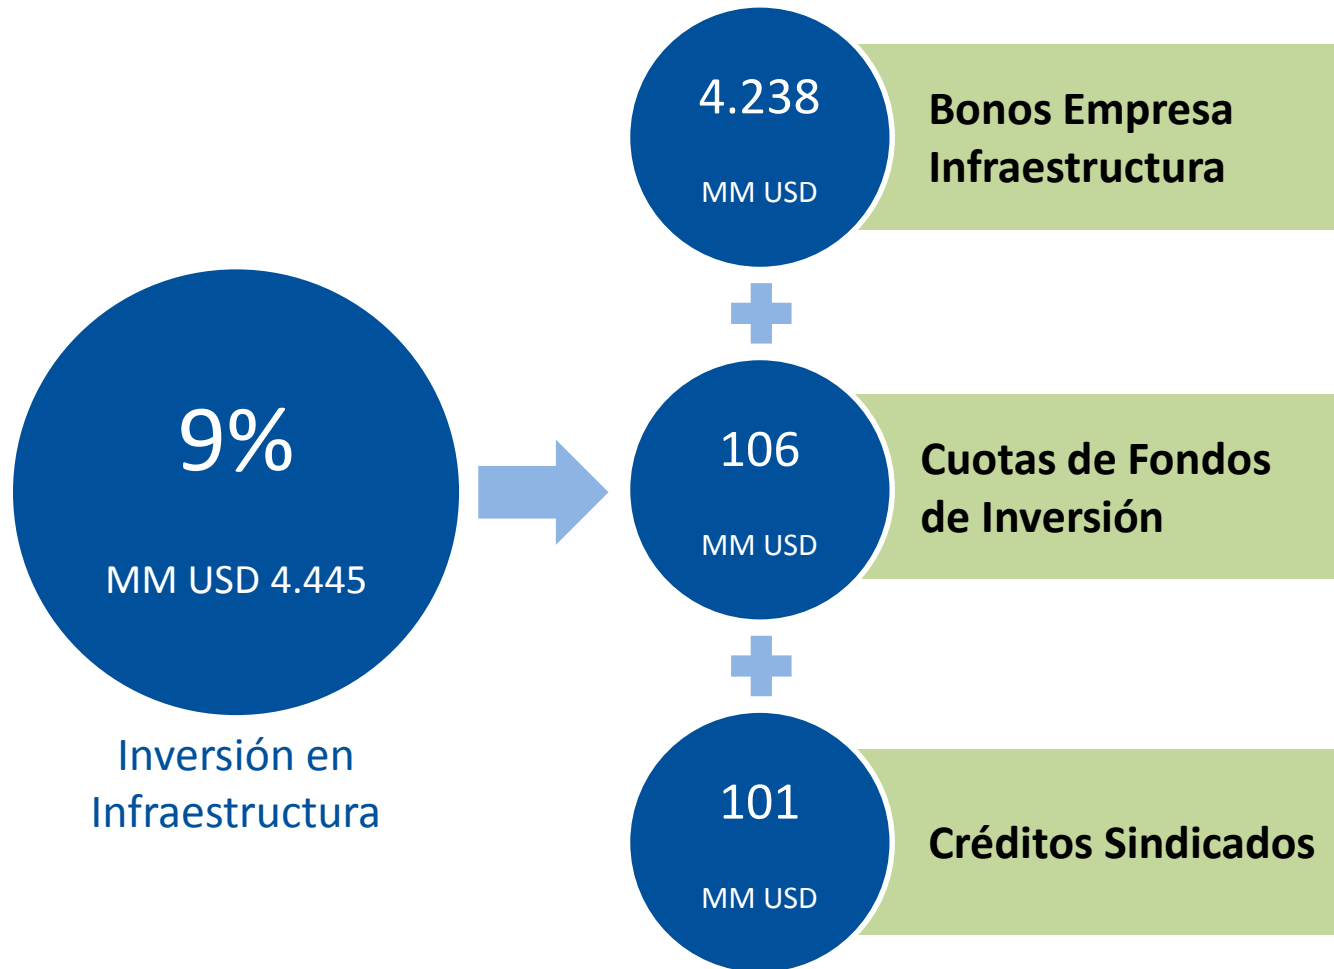 9%
MM USD 4.445
Inversión en
Infraestructura
4.238
MM USD
Bonos Empresa
Infraestructura
106
MM USD
Cuotas de Fondos
de Inversión
101
MM USD
Créditos Sindicados